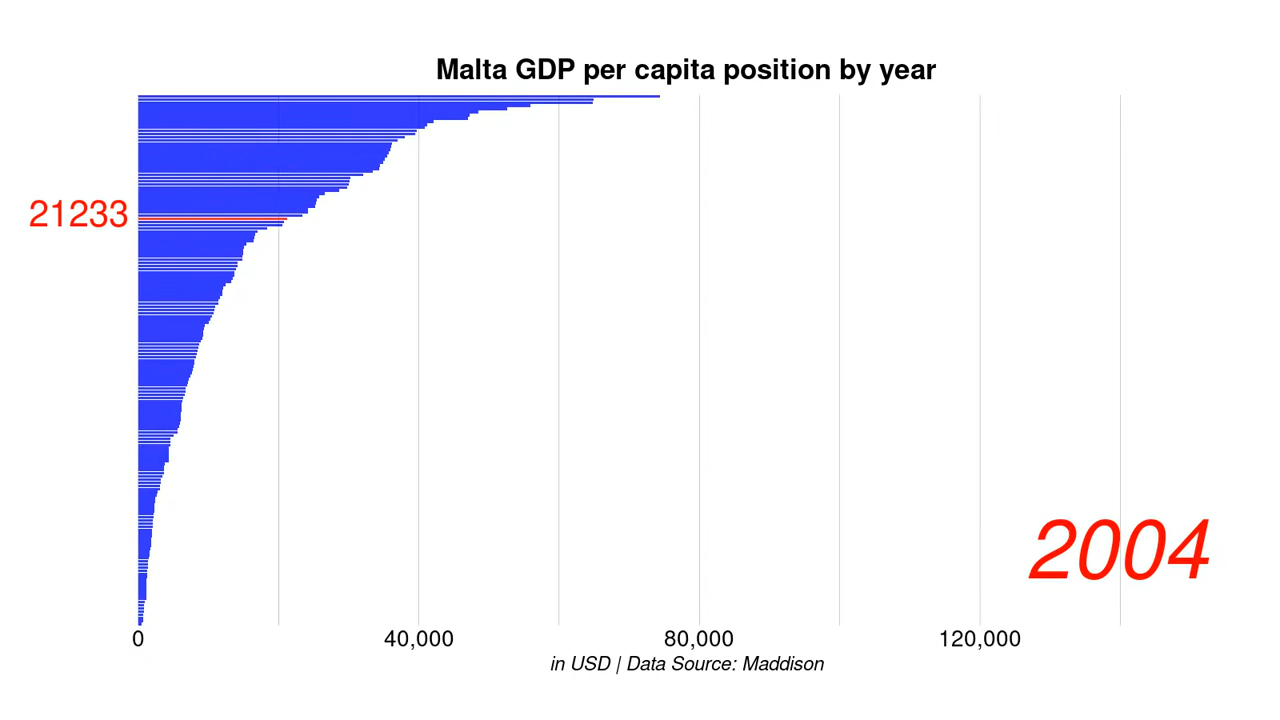 Malta GDP per capita position by year
21233
2004
0 40,000 80,000 120,000
in USD | Data Source: Maddison